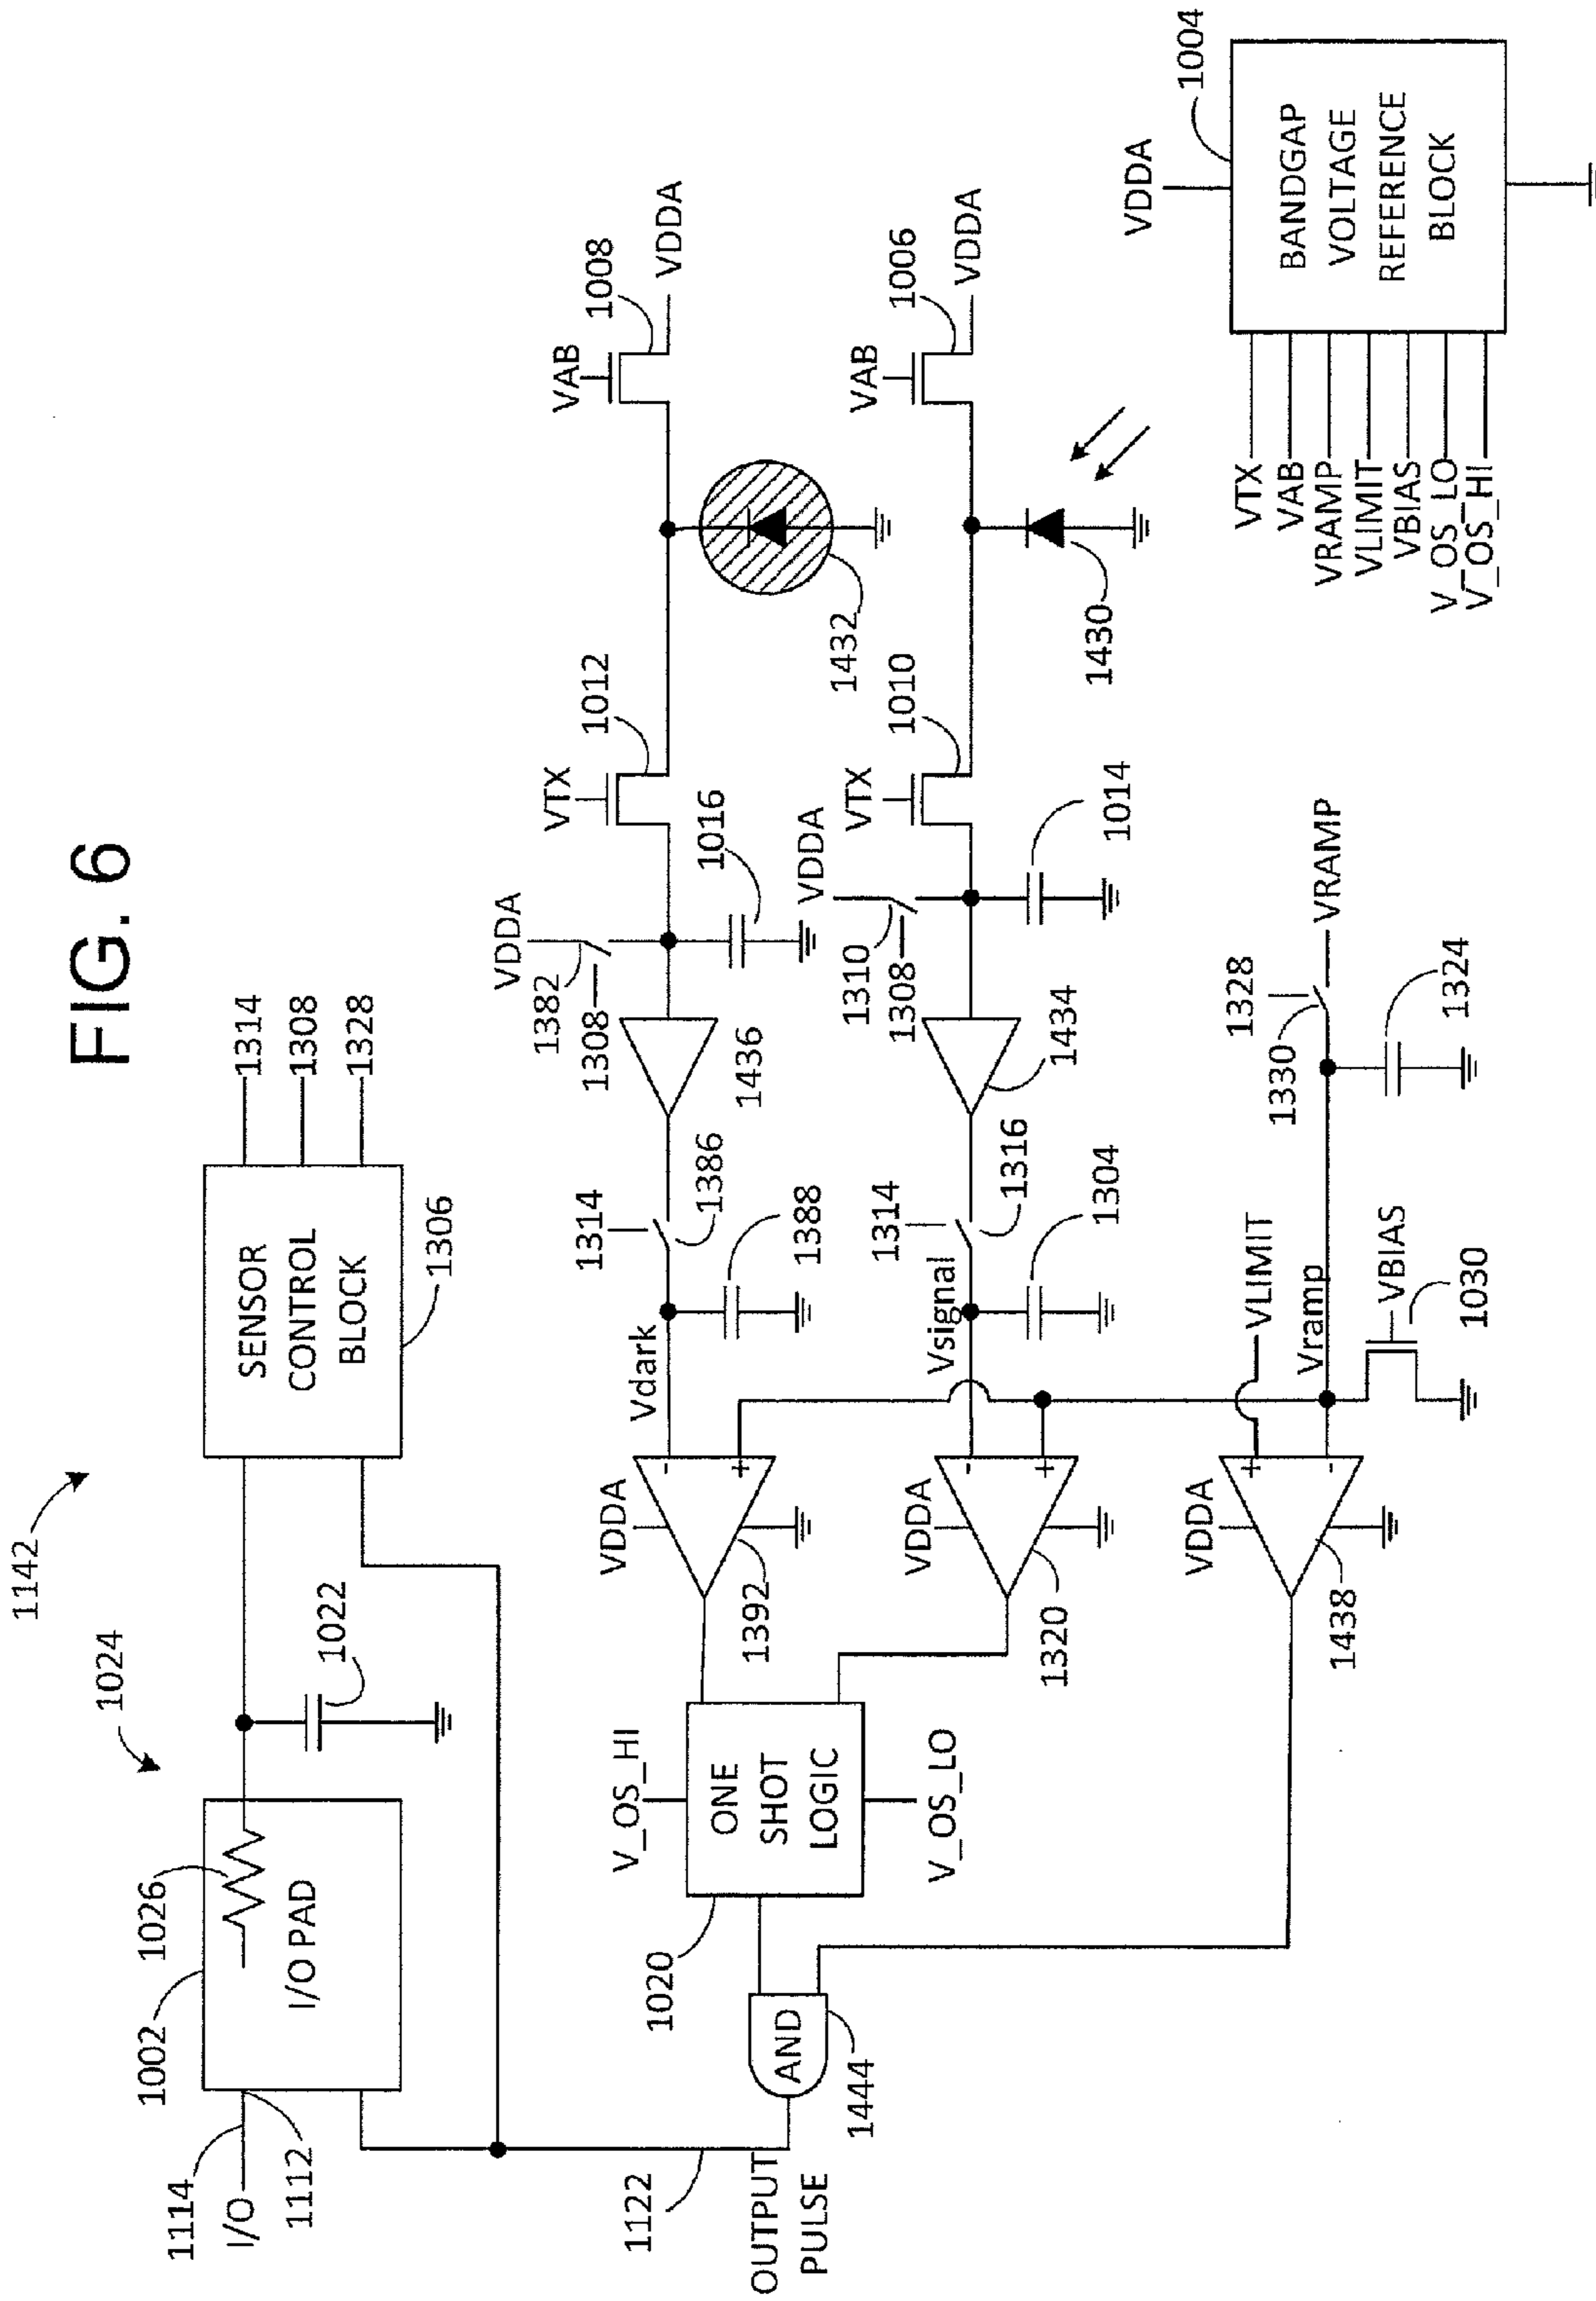 FIG. 6
1142
1024
1002
1026
I/O PAD
1022
1114
I/O
1112
SENSOR
CONTROL
BLOCK
1306
1314
1308
1328
1122
OUTPUT
PULSE
AND
1444
1020
ONE
SHOT
LOGIC
V_OS_HI
V_OS_LO
VDDA
-
+
1392
Vdark
1388
1314
1386
1436
VDDA
1382
1308
1016
VTX
1012
1432
VAB
1008
VDDA
VDDA
-
+
1320
Vsignal
1304
1314
1316
1434
VDDA
1310
1308
1014
VTX
1010
1430
VAB
1006
VDDA
VDDA
+
-
1438
VLIMIT
Vramp
VBIAS
1030
1328
1330
1324
VRAMP
VDDA
1004
BANDGAP
VOLTAGE
REFERENCE
BLOCK
VTX
VAB
VRAMP
VLIMIT
VBIAS
V_OS_LO
V_OS_HI